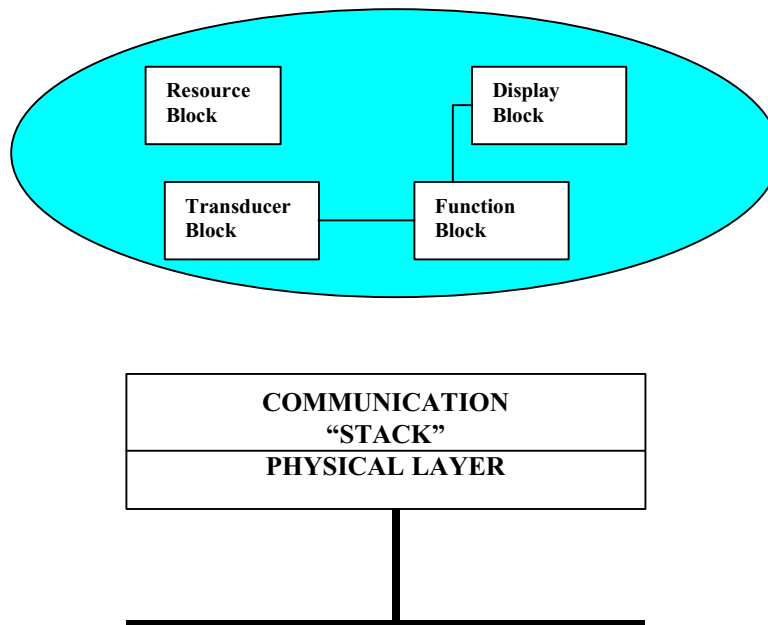 Resource
Block
Display
Block
Transducer
Block
Function
Block
COMMUNICATION
“STACK”
PHYSICAL LAYER